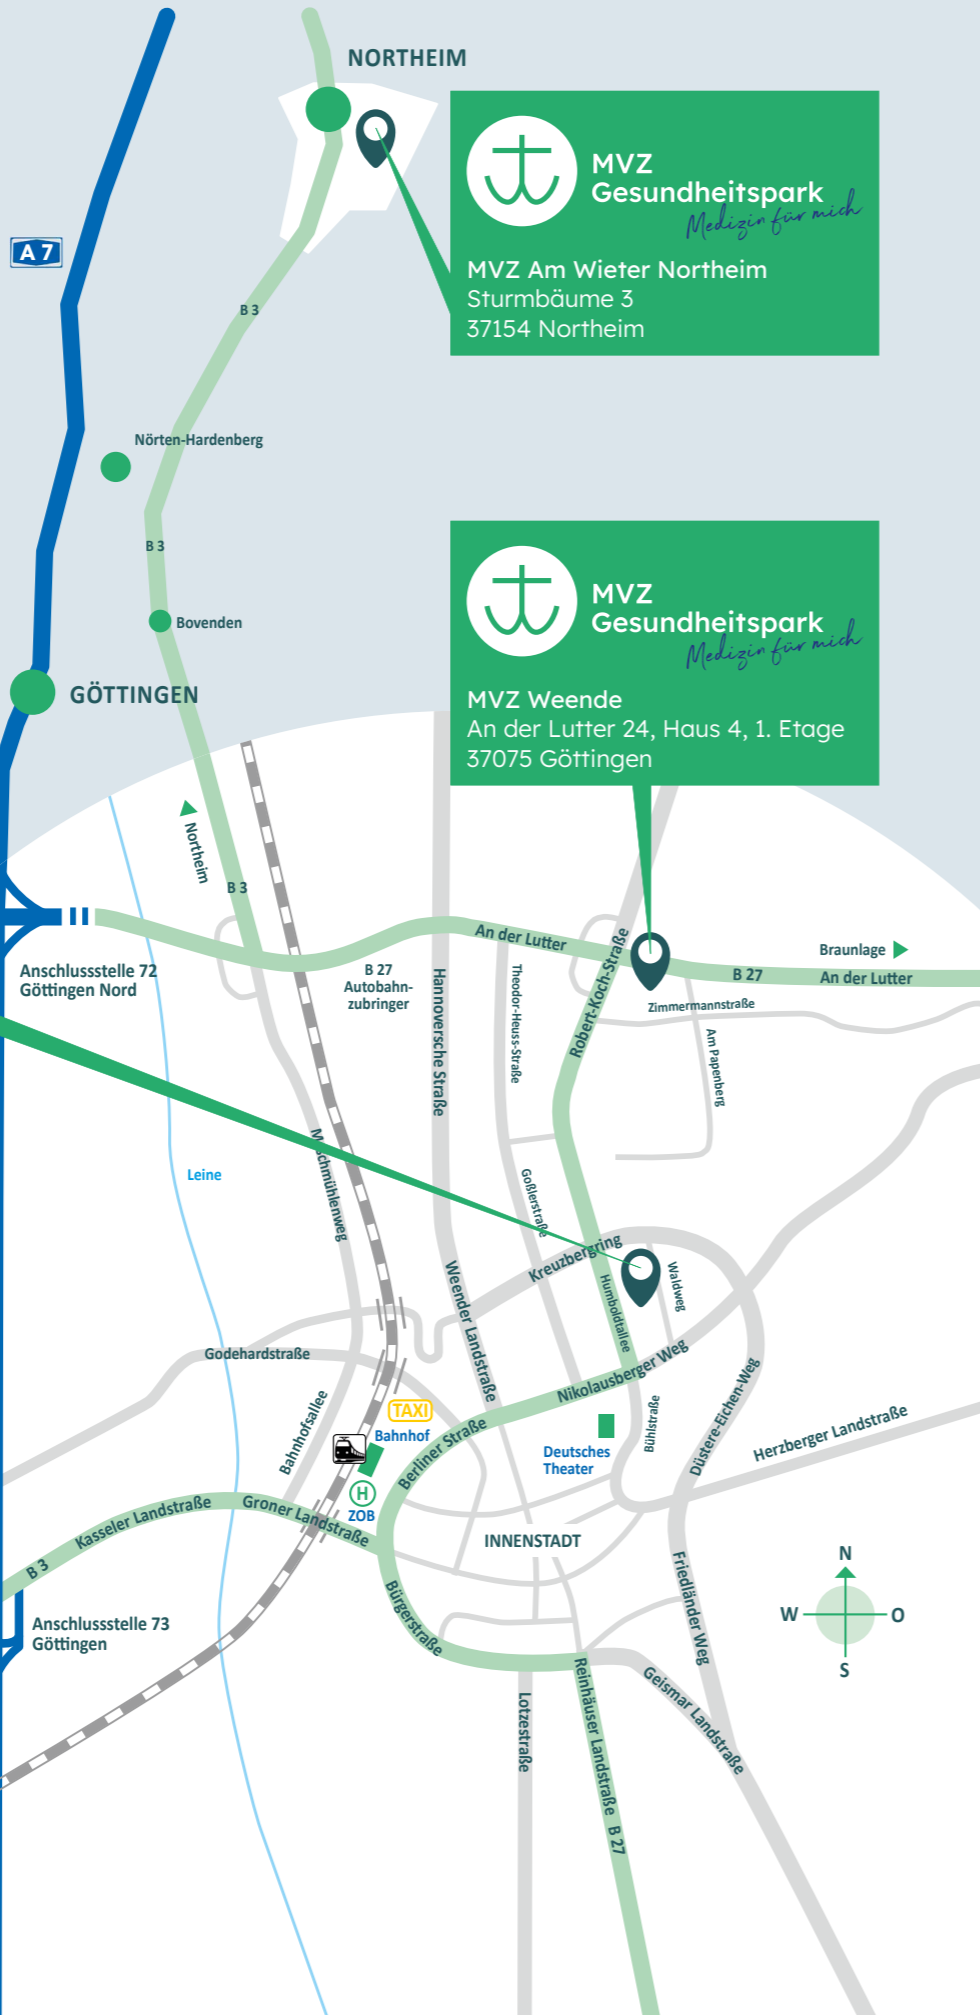 NORTHEIM
MVZ
Gesundheitspark
Medizin für mich
MVZ Am Wieter Northeim
Sturmbäume 3
37154 Northeim
A 7
B 3
Nörten-Hardenberg
B 3
Bovenden
GÖTTINGEN
MVZ
Gesundheitspark
Medizin für mich
MVZ Weende
An der Lutter 24, Haus 4, 1. Etage
37075 Göttingen
Northeim
B 3
An der Lutter
Braunlage
B 27
An der Lutter
Anschlussstelle 72
Göttingen Nord
B 27
Autobahn-
zubringer
Hannoversche Straße
Theodor-Heuss-Straße
Robert-Koch-Straße
Zimmermannstraße
Am Papenberg
Leine
Maschmühlenweg
Goßlerstraße
Kreuzbergring
Humboldtallee
Waldweg
Weender Landstraße
Godehardstraße
Nikolausberger Weg
Bahnhofsallee
TAXI
Bahnhof
H
ZOB
Berliner Straße
Deutsches
Theater
Bühlstraße
Düstere-Eichen-Weg
Herzberger Landstraße
Kasseler Landstraße
Groner Landstraße
B 3
INNENSTADT
Anschlussstelle 73
Göttingen
Bürgerstraße
Friedländer Weg
N
W
O
S
Lotzestraße
Reinhäuser Landstraße
B 27
Geismar Landstraße